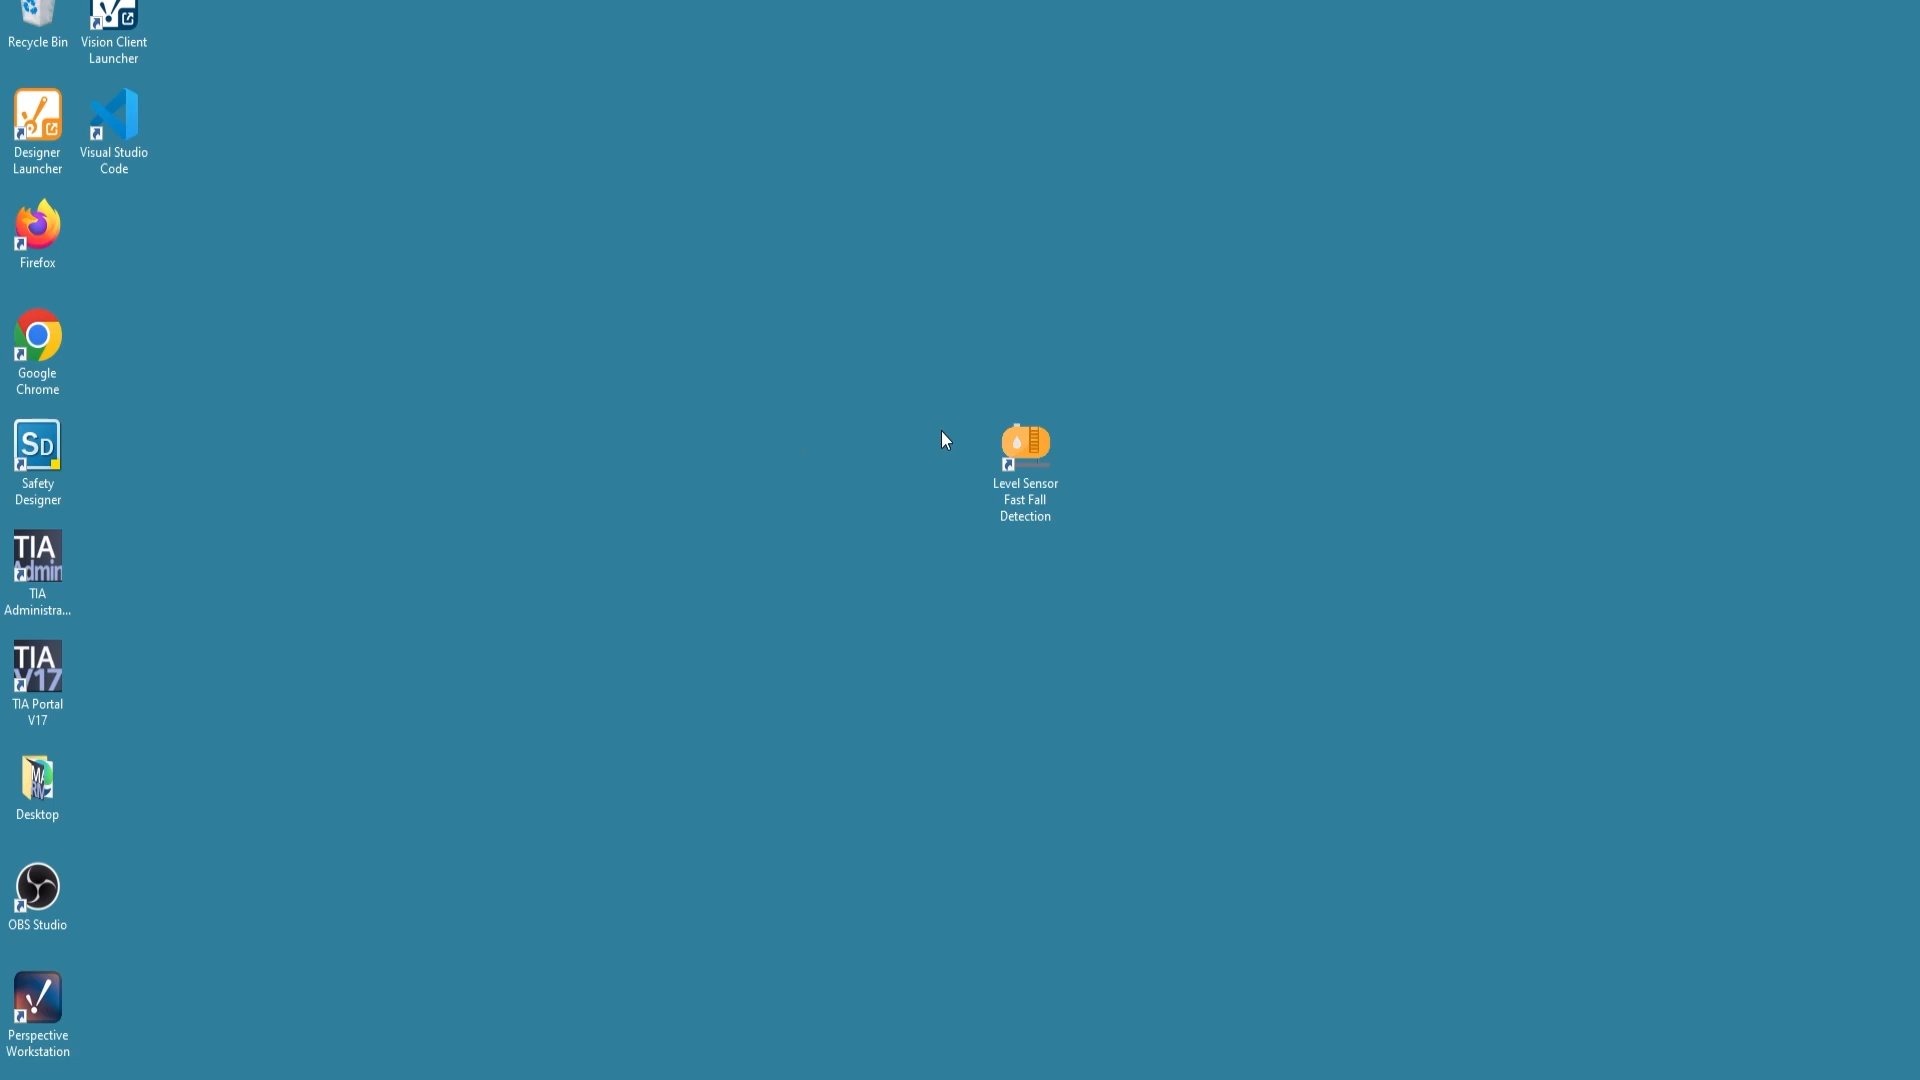 Recycle Bin
Vision Client
Launcher
Designer
Launcher
Visual Studio
Code
Firefox
Google
Chrome
SD
Safety
Designer
Level Sensor
Fast Fall
Detection
TIA
Admin
TIA
Administra...
TIA
V17
TIA Portal
V17
Desktop
OBS Studio
Perspective
Workstation